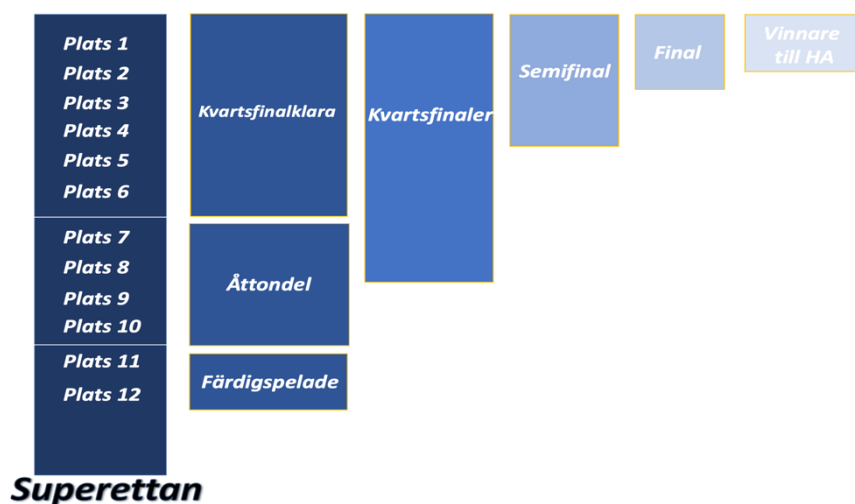 Plats 1
Plats 2
Plats 3
Plats 4
Plats 5
Plats 6
Plats 7
Plats 8
Plats 9
Plats 10
Plats 11
Plats 12
Kvartsfinalklara
Åttondel
Färdigspelade
Kvartsfinaler
Semifinal
Final
Vinnare
till HA
Superettan